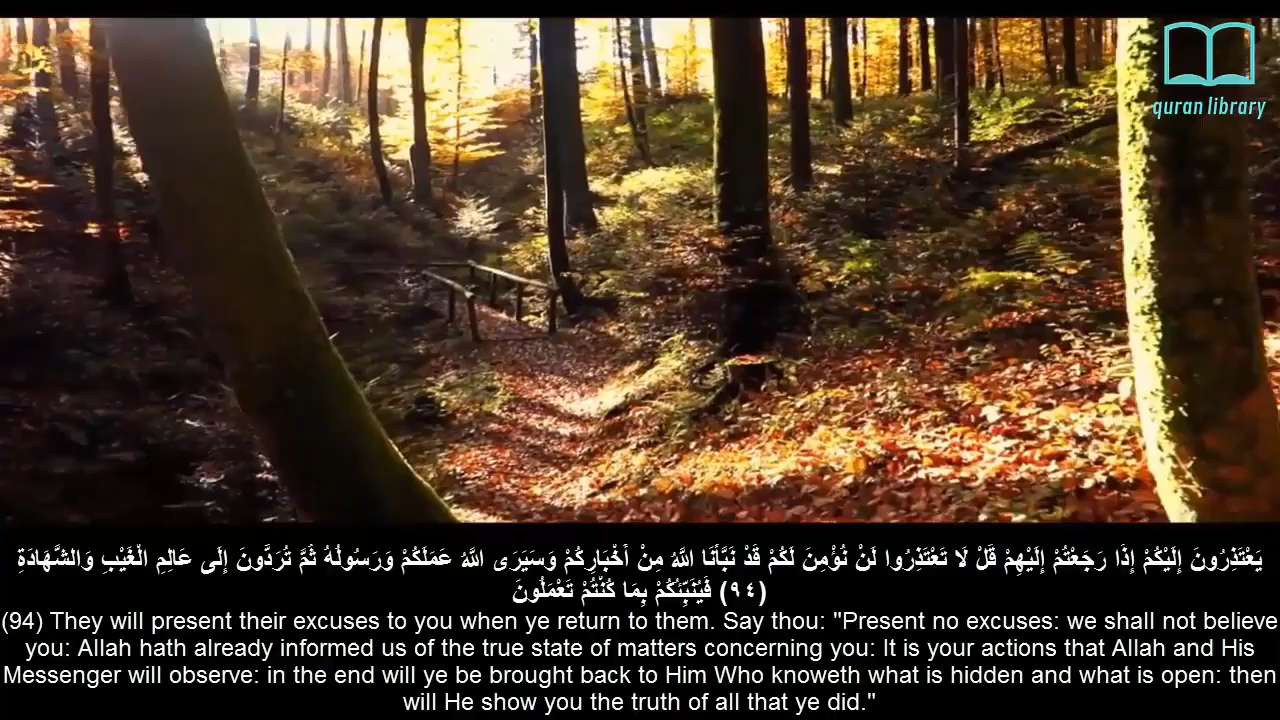 quran library
يَعْتَذِرُونَ إِلَيْكُمْ إِذَا رَجَعْتُمْ إِلَيْهِمْ قُلْ لَا تَعْتَذِرُوا لَنْ نُؤْمِنَ لَكُمْ قَدْ نَبَّأَنَا اللَّهُ مِنْ أَخْبَارِكُمْ وَسَيَرَى اللَّهُ عَمَلَكُمْ وَرَسُولُهُ ثُمَّ تُرَدُّونَ إِلَى عَالِمِ الْغَيْبِ وَالشَّهَادَةِ
فَيُنَبِّئُكُمْ بِمَا كُنْتُمْ تَعْمَلُونَ (٩٤)
(94) They will present their excuses to you when ye return to them. Say thou: "Present no excuses: we shall not believe
you: Allah hath already informed us of the true state of matters concerning you: It is your actions that Allah and His
Messenger will observe: in the end will ye be brought back to Him Who knoweth what is hidden and what is open: then
will He show you the truth of all that ye did."